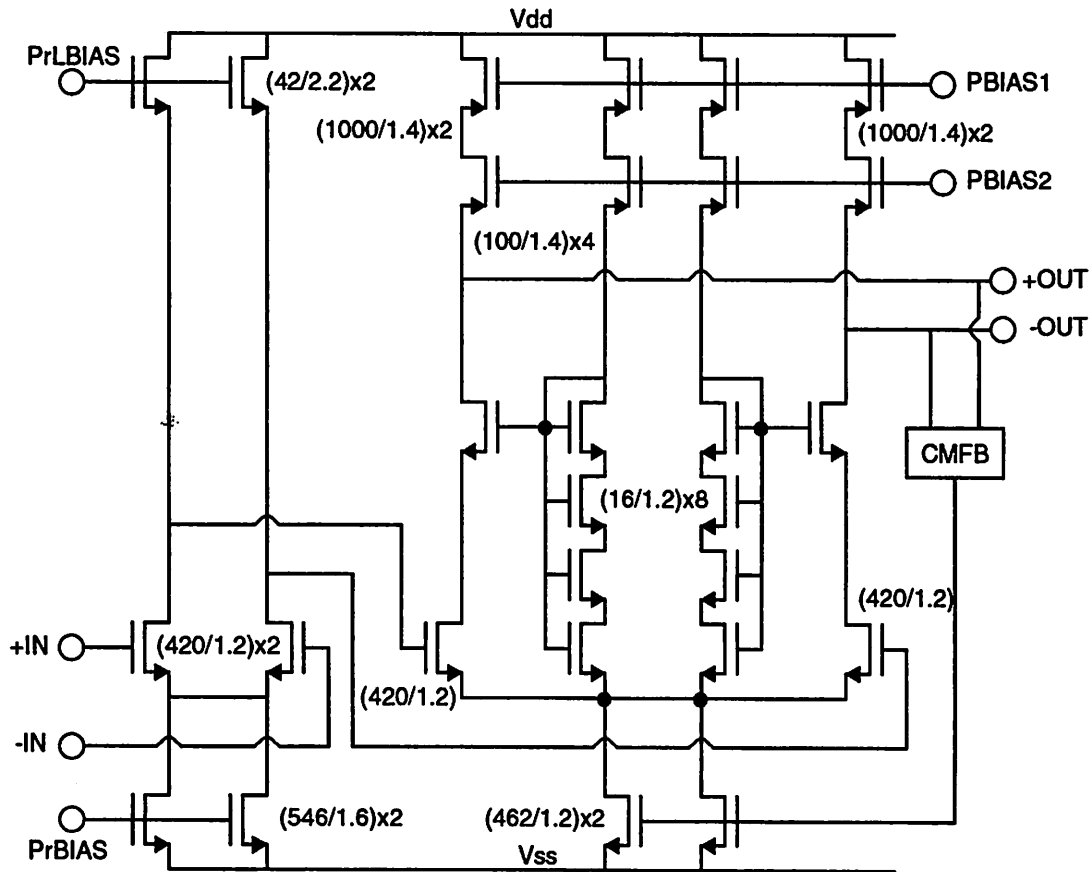 Vdd
PrLBIAS
(42/2.2)x2
PBIAS1
(1000/1.4)x2
(1000/1.4)x2
PBIAS2
(100/1.4)x4
+OUT
-OUT
CMFB
(16/1.2)x8
(420/1.2)
+IN
(420/1.2)x2
(420/1.2)
-IN
(546/1.6)x2
(462/1.2)x2
PrBIAS
Vss